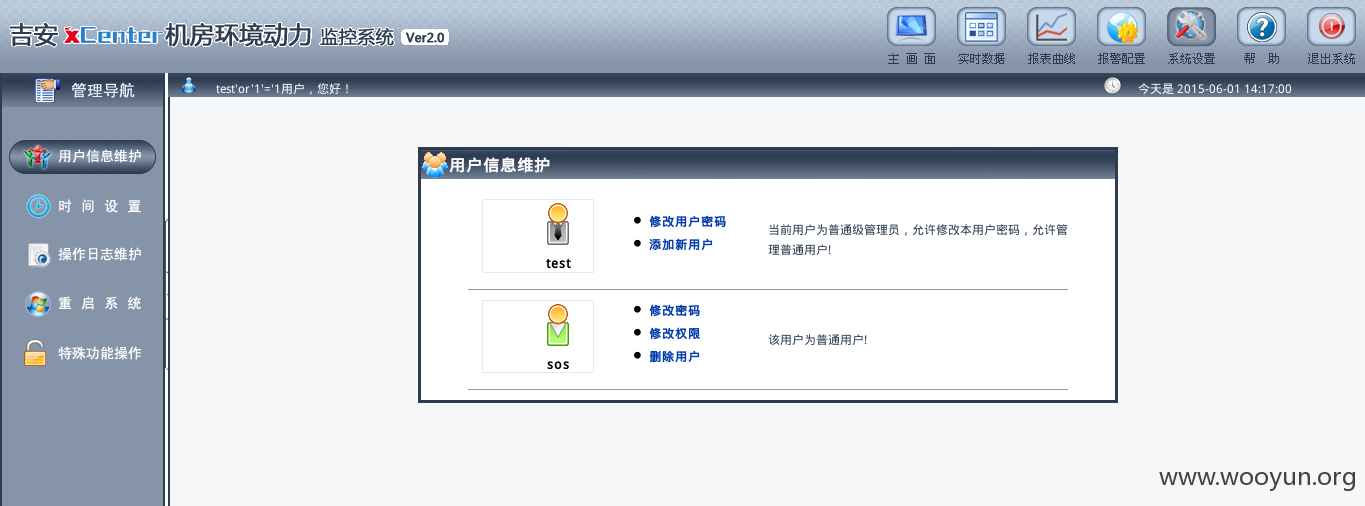 吉安 xCenter 机房环境动力 监控系统 Ver2.0
主 画 面
实时数据
报表曲线
报警配置
系统设置
帮 助
退出系统
管理导航
test'or'1'='1用户，您好！
今天是 2015-06-01 14:17:00
用户信息维护
时 间 设 置
操作日志维护
重 启 系 统
特殊功能操作
用户信息维护
test
修改用户密码
添加新用户
当前用户为普通级管理员，允许修改本用户密码，允许管
理普通用户!
sos
修改密码
修改权限
删除用户
该用户为普通用户!
www.wooyun.org